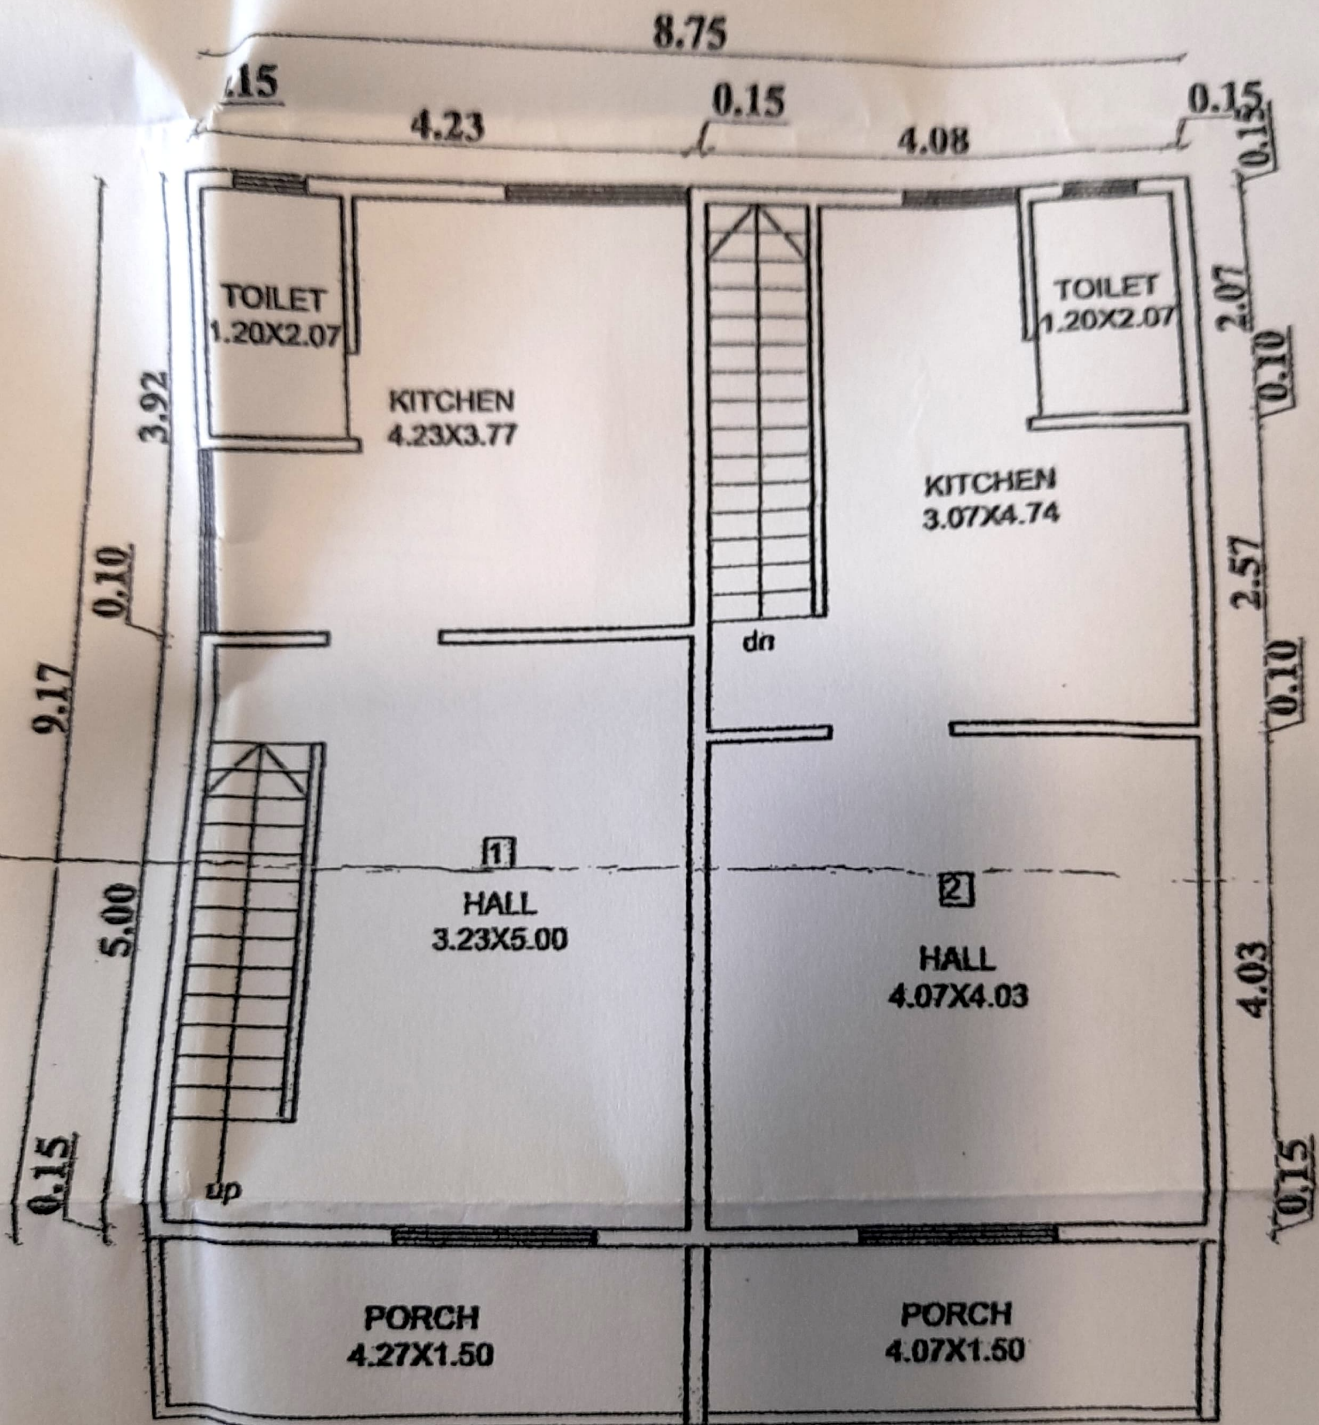 8.75
.15
0.15
0.15
4.23
4.08
0.15
TOILET
1.20X2.07
TOILET
1.20X2.07
2.07
0.10
3.92
KITCHEN
4.23X3.77
KITCHEN
3.07X4.74
0.10
2.57
dn
9.17
0.10
1
HALL
3.23X5.00
2
HALL
4.07X4.03
5.00
4.03
0.15
up
0.15
PORCH
4.27X1.50
PORCH
4.07X1.50